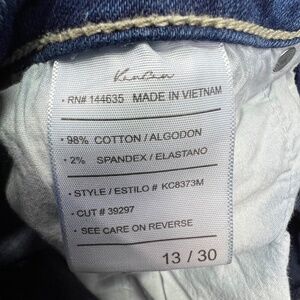 KanCan
• RN# 144635 MADE IN VIETNAM
• 98% COTTON / ALGODON
• 2% SPANDEX / ELASTANO
• STYLE / ESTILO # KC8373M
• CUT # 39297
• SEE CARE ON REVERSE
13 / 30